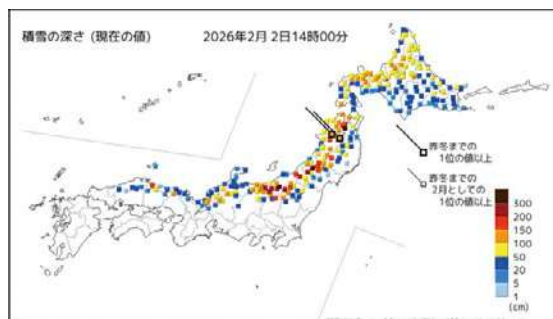 積雪の深さ (現在の値)
2026年2月 2日14時00分
昨冬までの
1位の値以上
昨冬までの
2月としての
1位の値以上
300
200
150
100
50
20
5
1
(cm)